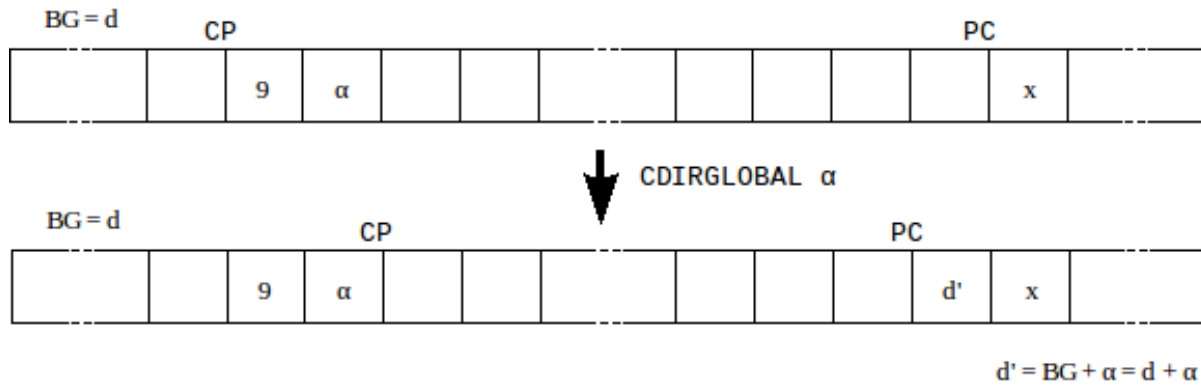 BG = d
CP PC
9 α x
CDIRGLOBAL α
BG = d
CP PC
9 α d' x
d' = BG + α = d + α